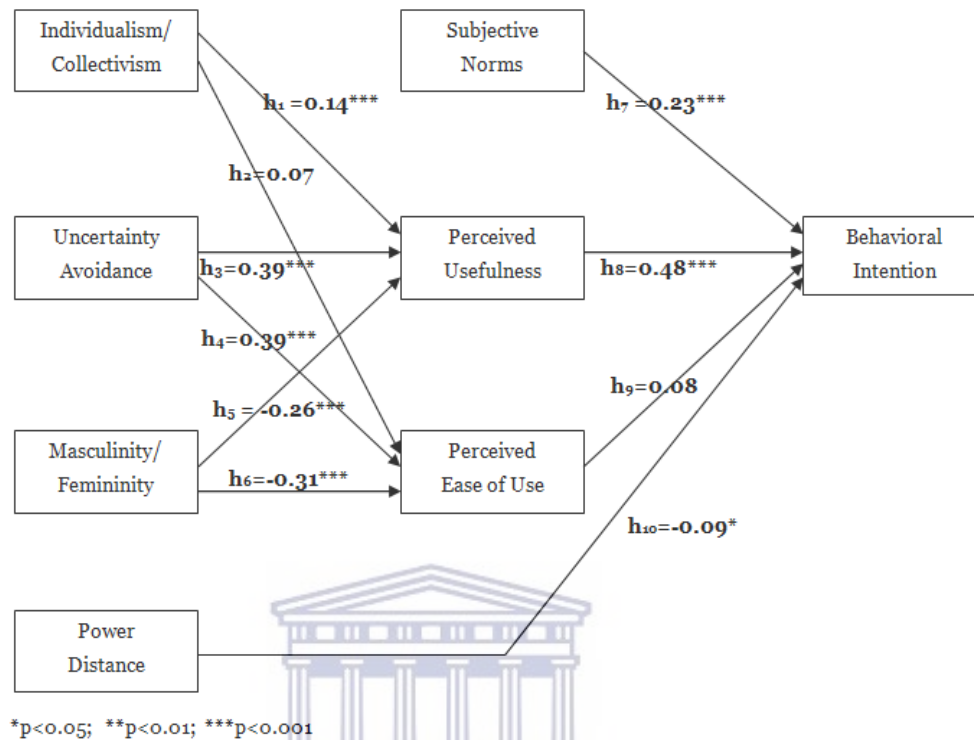 Individualism/
Collectivism
Subjective
Norms
h₁ =0.14***
h₇ =0.23***
h₂=0.07
Uncertainty
Avoidance
Perceived
Usefulness
Behavioral
Intention
h₃=0.39***
h₈=0.48***
h₄=0.39***
h₅ = -0.26***
h₉=0.08
Masculinity/
Femininity
Perceived
Ease of Use
h₆=-0.31***
h₁₀=-0.09*
Power
Distance
*p<0.05; **p<0.01; ***p<0.001